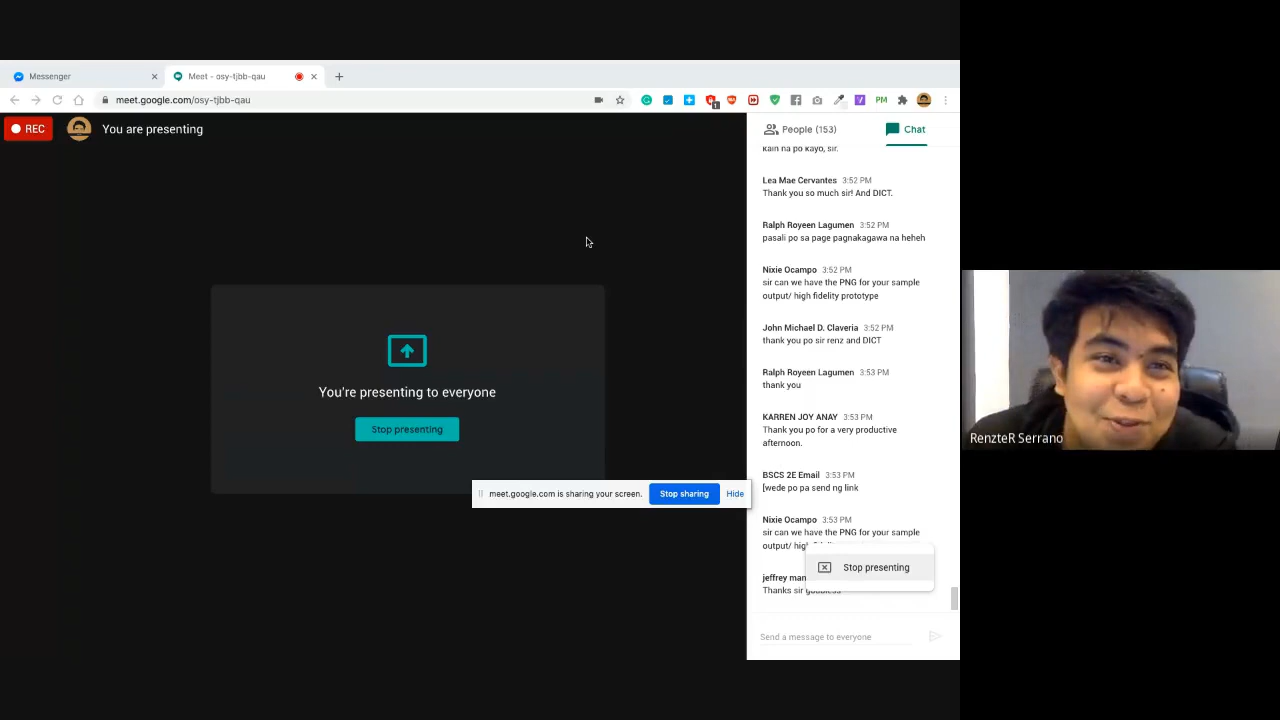 Messenger
Meet - osy-tjbb-qau
meet.google.com/osy-tjbb-qau
1
PM
REC
You are presenting
People (153)
Chat
kain na po kayo, sir.
Lea Mae Cervantes 3:52 PM
Thank you so much sir! And DICT.
Ralph Royeen Lagumen 3:52 PM
pasali po sa page pagnakagawa na heheh
Nixie Ocampo 3:52 PM
sir can we have the PNG for your sample
output/ high fidelity prototype
John Michael D. Claveria 3:52 PM
thank you po sir renz and DICT
Ralph Royeen Lagumen 3:53 PM
thank you
KARREN JOY ANAY 3:53 PM
Thank you po for a very productive
afternoon.
BSCS 2E Email 3:53 PM
[wede po pa send ng link
Nixie Ocampo 3:53 PM
sir can we have the PNG for your sample
output/ high
jeffrey man
Thanks sir
Stop presenting
Send a message to everyone
You're presenting to everyone
Stop presenting
meet.google.com is sharing your screen.
Stop sharing
Hide
RenzteR Serrano